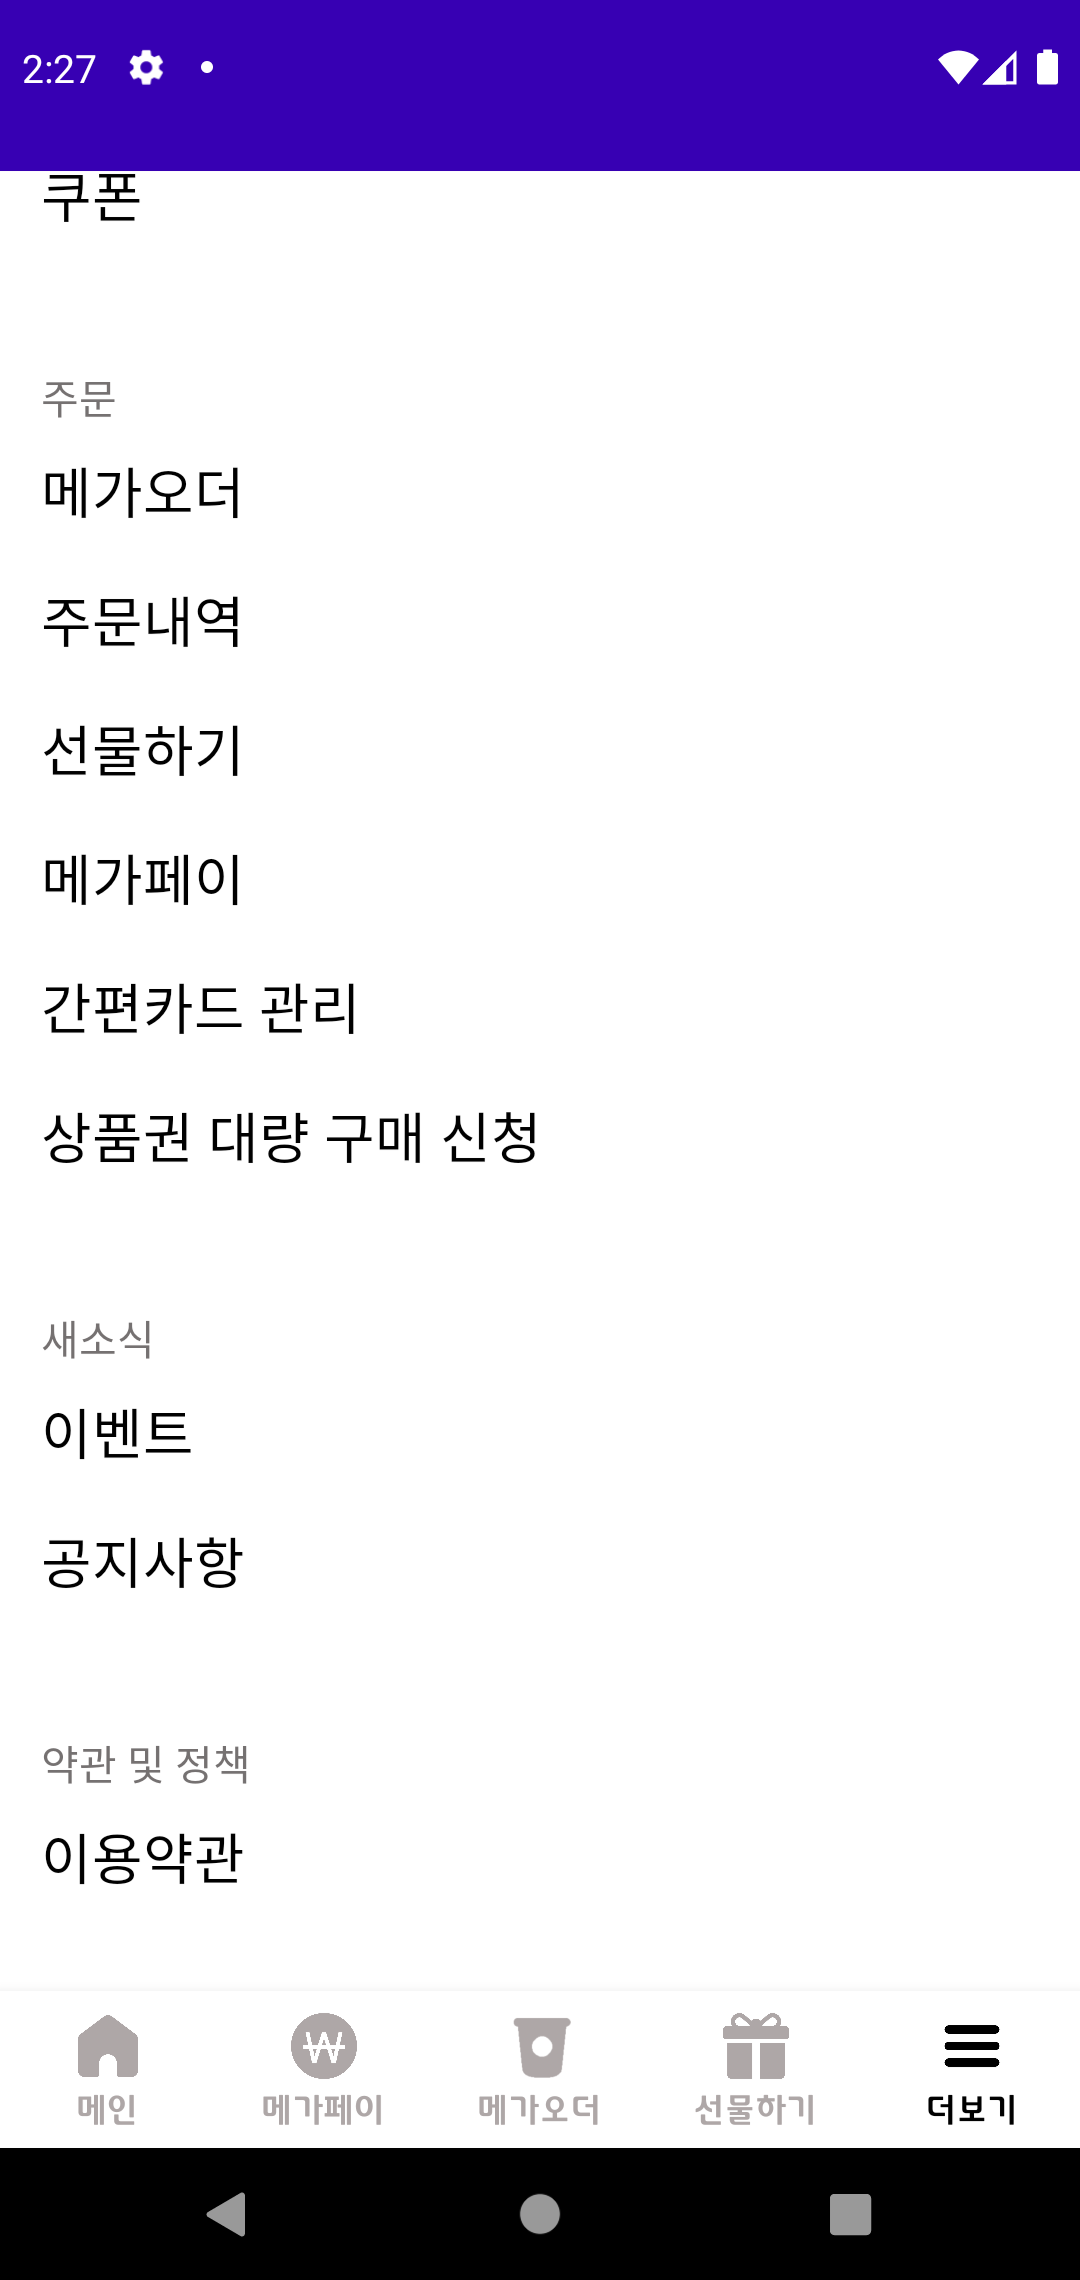 2:27
쿠폰
주문
메가오더
주문내역
선물하기
메가페이
간편카드 관리
상품권 대량 구매 신청
새소식
이벤트
공지사항
약관 및 정책
이용약관
메인
메가페이
메가오더
선물하기
더보기